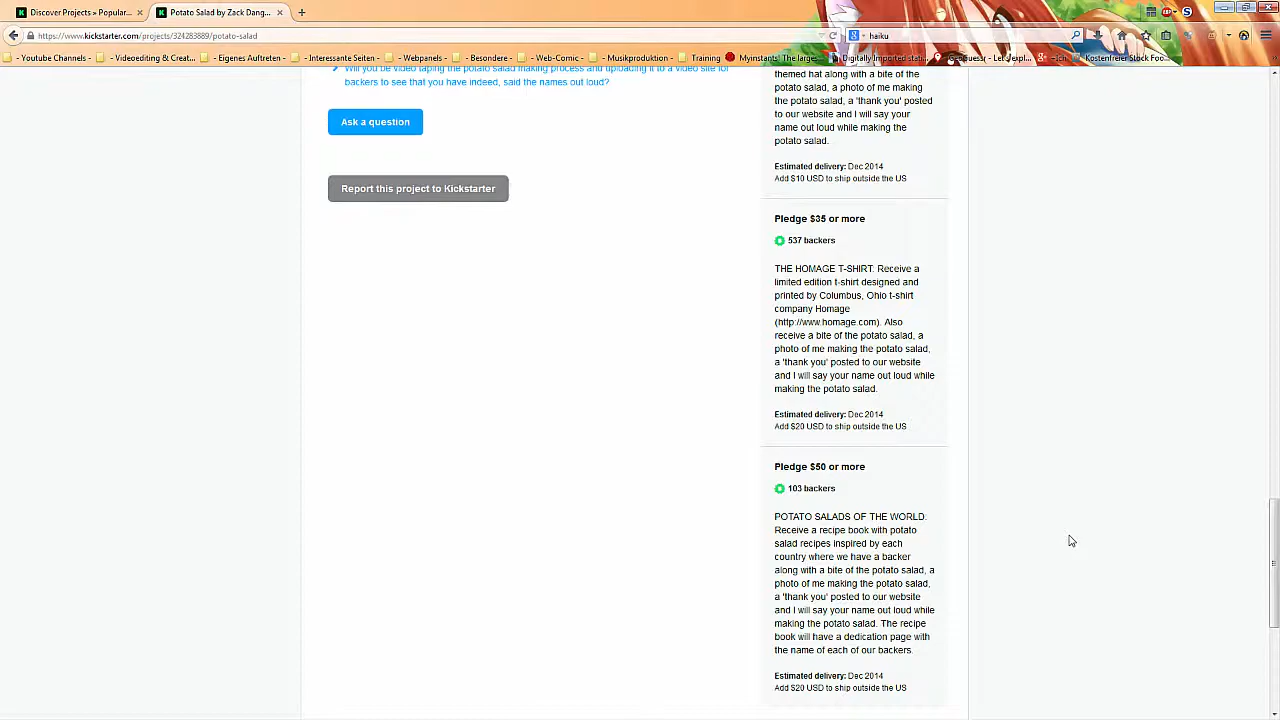 Discover Projects » Popular...
Potato Salad by Zack Dang...
https://www.kickstarter.com/projects/324283889/potato-salad
haiku
- Youtube Channels -
- Interessante Seiten -
- Webpanels -
- Besondere -
- Web-Comic -
- Musikproduktion -
Training
Myinstants! The large...
Kostenfreier Stock Foo...
Will you be video taping the potato salad making process and uploading it to a video site for
backers to see that you have indeed, said the names out loud?
Ask a question
Report this project to Kickstarter
themed hat along with a bite of the
potato salad, a photo of me making
the potato salad, a 'thank you' posted
to our website and I will say your
name out loud while making the
potato salad.
Estimated delivery: Dec 2014
Add $10 USD to ship outside the US
Pledge $35 or more
537 backers
THE HOMAGE T-SHIRT: Receive a
limited edition t-shirt designed and
printed by Columbus, Ohio t-shirt
company Homage
(http://www.homage.com). Also
receive a bite of the potato salad, a
photo of me making the potato salad,
a 'thank you' posted to our website
and I will say your name out loud while
making the potato salad.
Estimated delivery: Dec 2014
Add $20 USD to ship outside the US
Pledge $50 or more
103 backers
POTATO SALADS OF THE WORLD:
Receive a recipe book with potato
salad recipes inspired by each
country where we have a backer
along with a bite of the potato salad, a
photo of me making the potato salad,
a 'thank you' posted to our website
and I will say your name out loud while
making the potato salad. The recipe
book will have a dedication page with
the name of each of our backers.
Estimated delivery: Dec 2014
Add $20 USD to ship outside the US